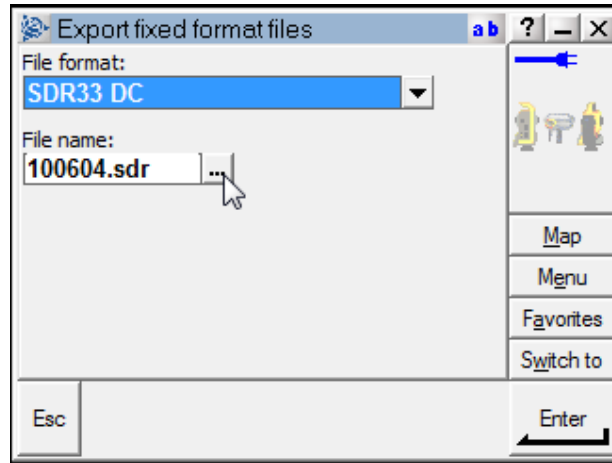 Export fixed format files
ab
?
File format:
SDR33 DC
File name:
100604.sdr
...
Map
Menu
Favorites
Switch to
Esc
Enter